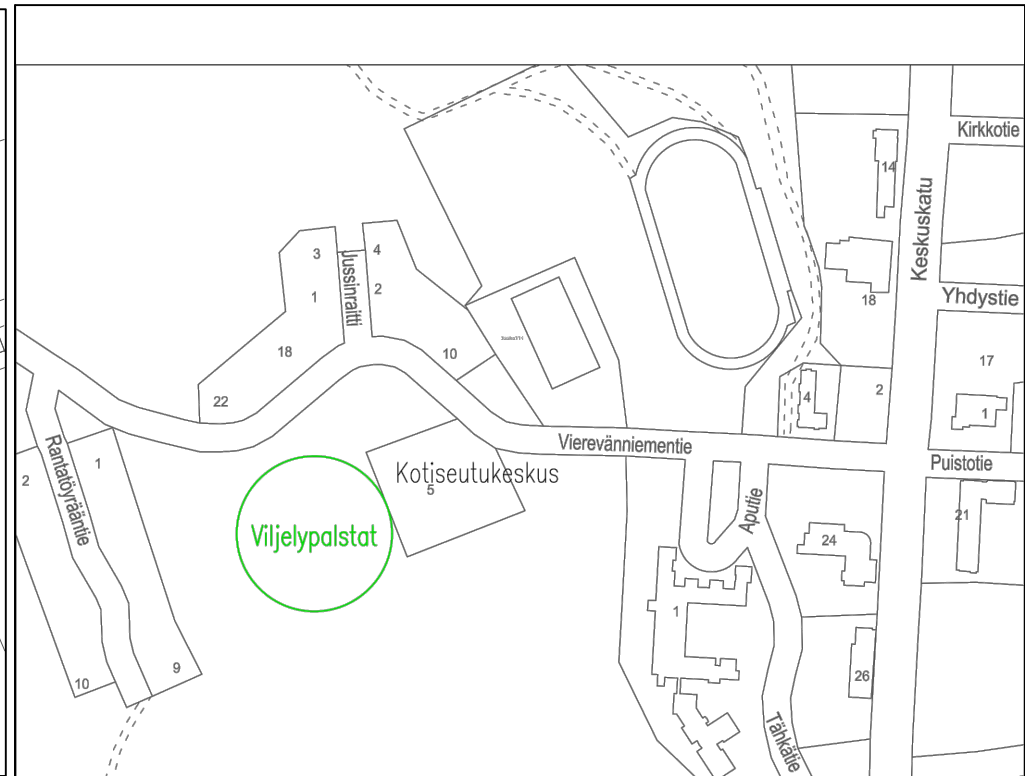 Kirkkotie
14
Keskuskatu
3
4
Jussinraitti
1
2
18
Yhdystie
18
10
17
22
4
2
1
Vierevänniementie
Rantatöyrääntie
1
2
Kotiseutukeskus
5
Puistotie
Aputie
21
Viljelypalstat
24
1
9
10
26
Tähkätie